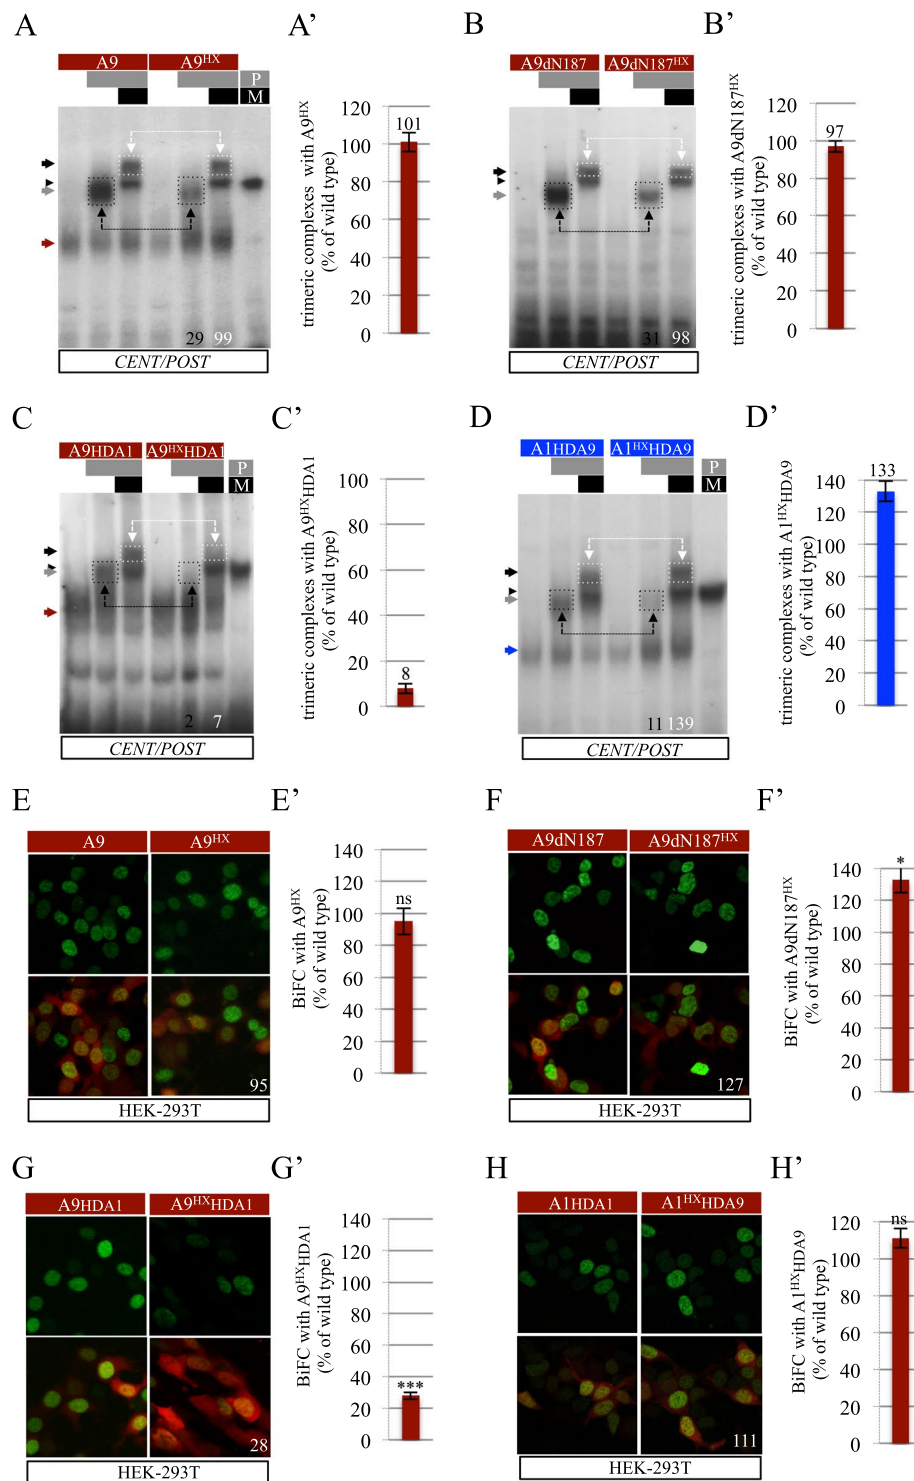 A
A9
A9HX
P
M
29
99
CENT/POST
A’
trimeric complexes with A9HX
(% of wild type)
120
100
80
60
40
20
0
101
B
A9dN187
A9dN187HX
31
98
CENT/POST
B’
trimeric complexes with A9dN187HX
(% of wild type)
120
100
80
60
40
20
0
97
C
A9HDA1
A9HXHDA1
P
M
2
7
CENT/POST
C’
trimeric complexes with A9HXHDA1
(% of wild type)
100
80
60
40
20
0
8
D
A1HDA9
A1HXHDA9
P
M
11
139
CENT/POST
D’
trimeric complexes with A1HXHDA9
(% of wild type)
140
120
100
80
60
40
20
0
133
E
A9
A9HX
95
HEK-293T
E’
BiFC with A9HX
(% of wild type)
140
120
100
80
60
40
20
0
ns
F
A9dN187
A9dN187HX
127
HEK-293T
F’
BiFC with A9dN187HX
(% of wild type)
140
120
100
80
60
40
20
0
*
G
A9HDA1
A9HXHDA1
28
HEK-293T
G’
BiFC with A9HXHDA1
(% of wild type)
140
120
100
80
60
40
20
0
***
H
A1HDA1
A1HXHDA9
111
HEK-293T
H’
BiFC with A1HXHDA9
(% of wild type)
120
100
80
60
40
20
0
ns